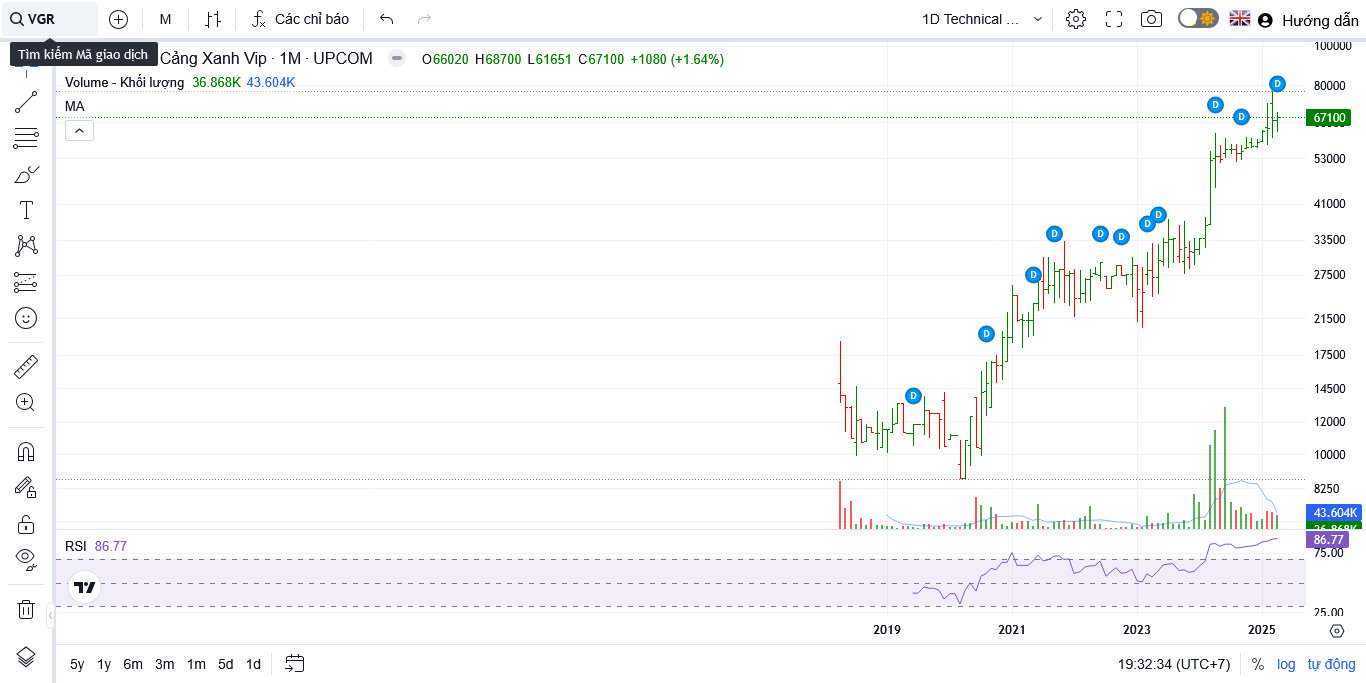 VGR
M
Các chỉ báo
1D Technical ...
Hướng dẫn
Tìm kiếm Mã giao dịch
Cảng Xanh Vip · 1M · UPCOM
O66020 H68700 L61651 C67100 +1080 (+1.64%)
Volume - Khối lượng 36.868K 43.604K
MA
100000
80000
67100
53000
41000
33500
27500
21500
17500
14500
12000
10000
8250
43.604K
36.868K
D
D
D
D
D
D
D
D
D
D
D
RSI 86.77
86.77
75.00
25.00
2019 2021 2023 2025
5y 1y 6m 3m 1m 5d 1d
19:32:34 (UTC+7) % log tự động